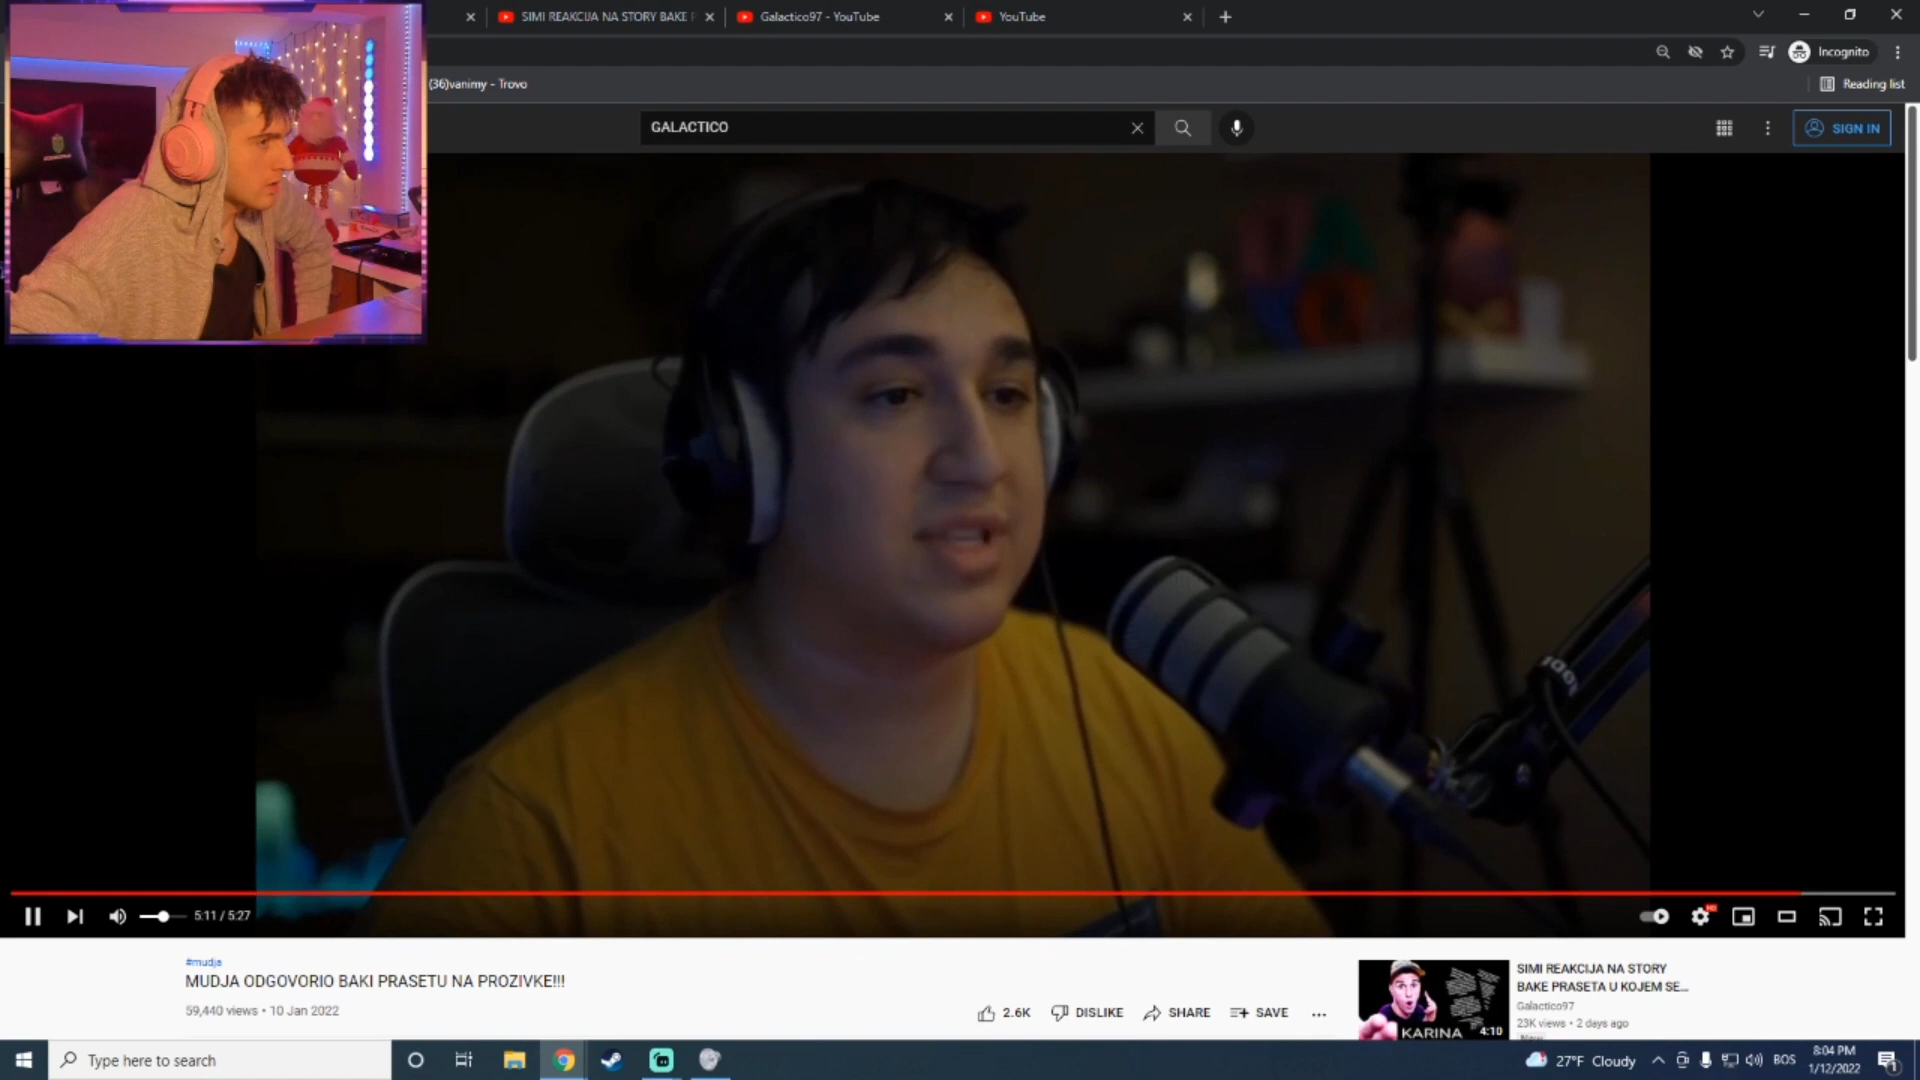 SIMI REAKCIJA NA STORY BAKE P
Galactico97 - YouTube
YouTube
Incognito
(36)vanimy - Trovo
Reading list
GALACTICO
SIGN IN
5:11 / 5:27
HD
#mudja
MUDJA ODGOVORIO BAKI PRASETU NA PROZIVKE!!!
59,440 views • 10 Jan 2022
2.6K
DISLIKE
SHARE
SAVE
KARINA
4:10
SIMI REAKCIJA NA STORY
BAKE PRASETA U KOJEM SE...
Galactico97
23K views • 2 days ago
New
Type here to search
27°F Cloudy
BOS
8:04 PM
1/12/2022
1